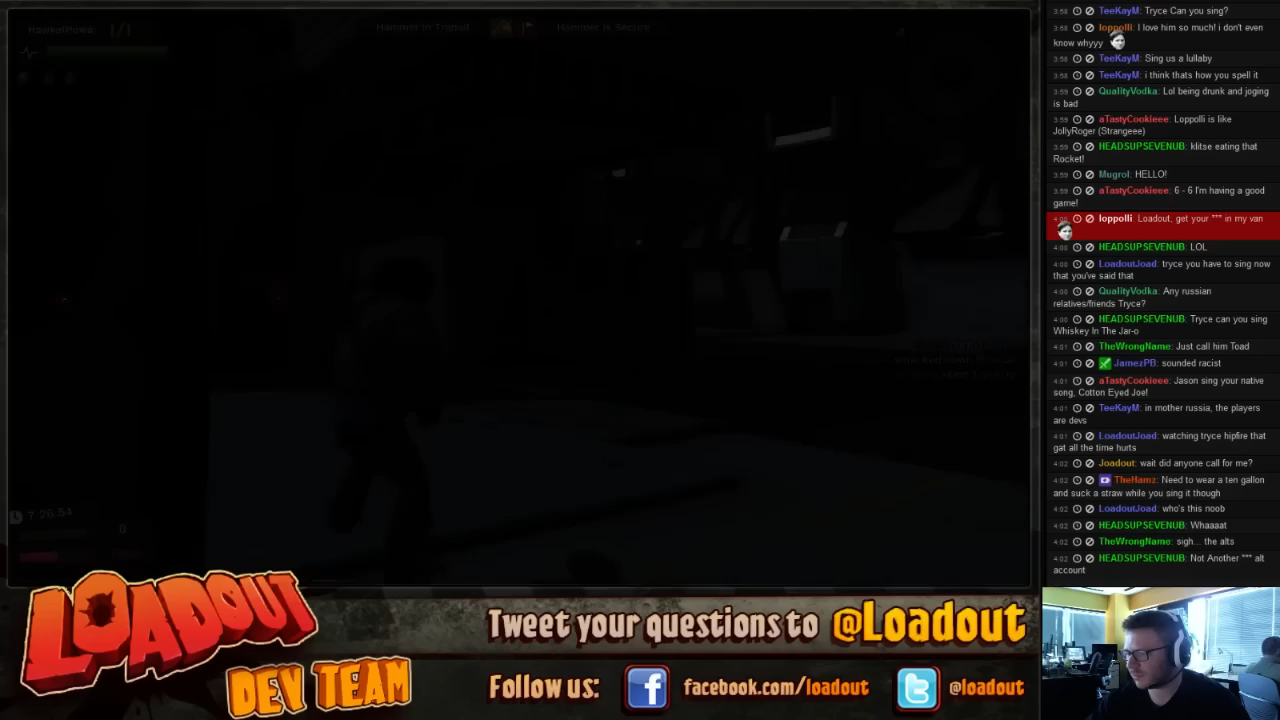 Hammer is Secure
7:26.54
0
3:58 TeeKayM: Tryce Can you sing?
3:58 loppolli: I love him so much! i don't even
know whyyy
3:58 TeeKayM: Sing us a lullaby
3:58 TeeKayM: i think thats how you spell it
3:59 QualityVodka: Lol being drunk and joging
is bad
3:59 aTastyCookieee: Loppolli is like
JollyRoger (Strangeee)
3:59 HEADSUPSEVENUB: klitse eating that
Rocket!
3:59 Mugrol: HELLO!
3:59 aTastyCookieee: 6 - 6 I'm having a good
game!
4:00 loppolli Loadout, get your *** in my van
4:00 HEADSUPSEVENUB: LOL
4:00 LoadoutJoad: tryce you have to sing now
that you've said that
4:00 QualityVodka: Any russian
relatives/friends Tryce?
4:00 HEADSUPSEVENUB: Tryce can you sing
Whiskey In The Jar-o
4:01 TheWrongName: Just call him Toad
4:01 JamezPB: sounded racist
4:01 aTastyCookieee: Jason sing your native
song, Cotton Eyed Joe!
4:01 TeeKayM: in mother russia, the players
are devs
4:01 LoadoutJoad: watching tryce hipfire that
gat all the time hurts
4:02 Joadout: wait did anyone call for me?
4:02 TheHamz: Need to wear a ten gallon
and suck a straw while you sing it though
4:02 LoadoutJoad: who's this noob
4:02 HEADSUPSEVENUB: Whaaaat
4:02 TheWrongName: sigh... the alts
4:02 HEADSUPSEVENUB: Not Another *** alt
account
LOADOUT
DEV TEAM
Tweet your questions to @Loadout
Follow us: facebook.com/loadout @loadout